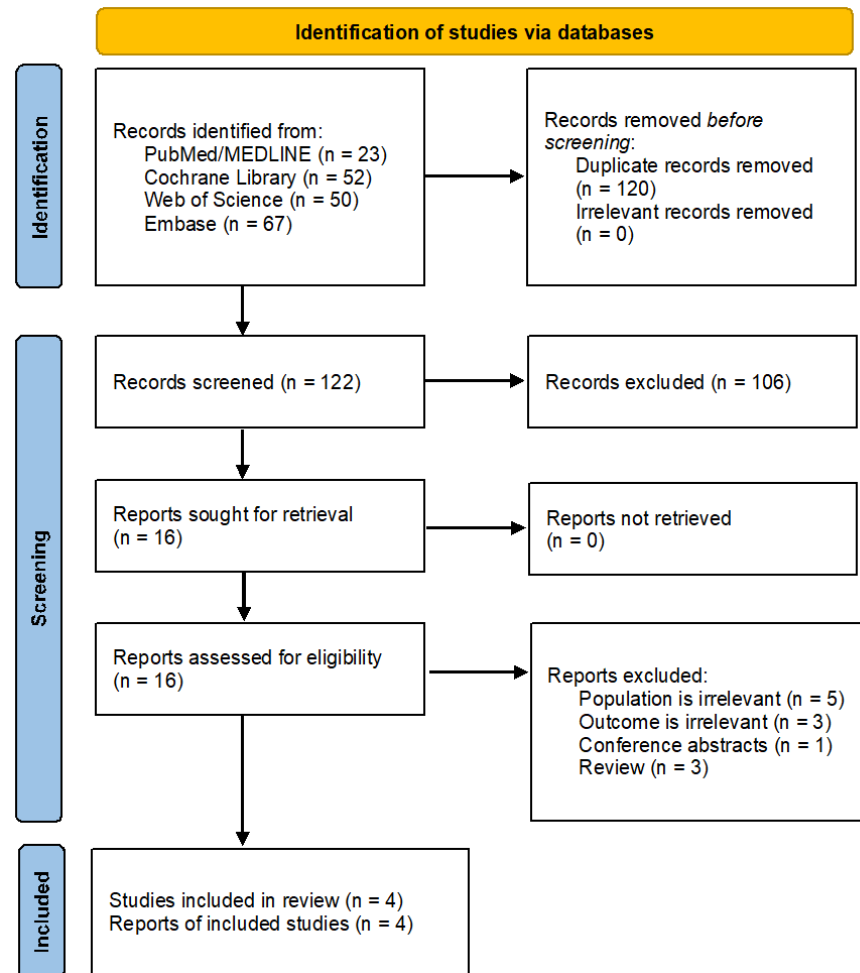 Identification of studies via databases
Identification
Records identified from:
PubMed/MEDLINE (n = 23)
Cochrane Library (n = 52)
Web of Science (n = 50)
Embase (n = 67)
Records removed before
screening:
Duplicate records removed
(n = 120)
Irrelevant records removed
(n = 0)
Screening
Records screened (n = 122)
Records excluded (n = 106)
Reports sought for retrieval
(n = 16)
Reports not retrieved
(n = 0)
Reports assessed for eligibility
(n = 16)
Reports excluded:
Population is irrelevant (n = 5)
Outcome is irrelevant (n = 3)
Conference abstracts (n = 1)
Review (n = 3)
Included
Studies included in review (n = 4)
Reports of included studies (n = 4)